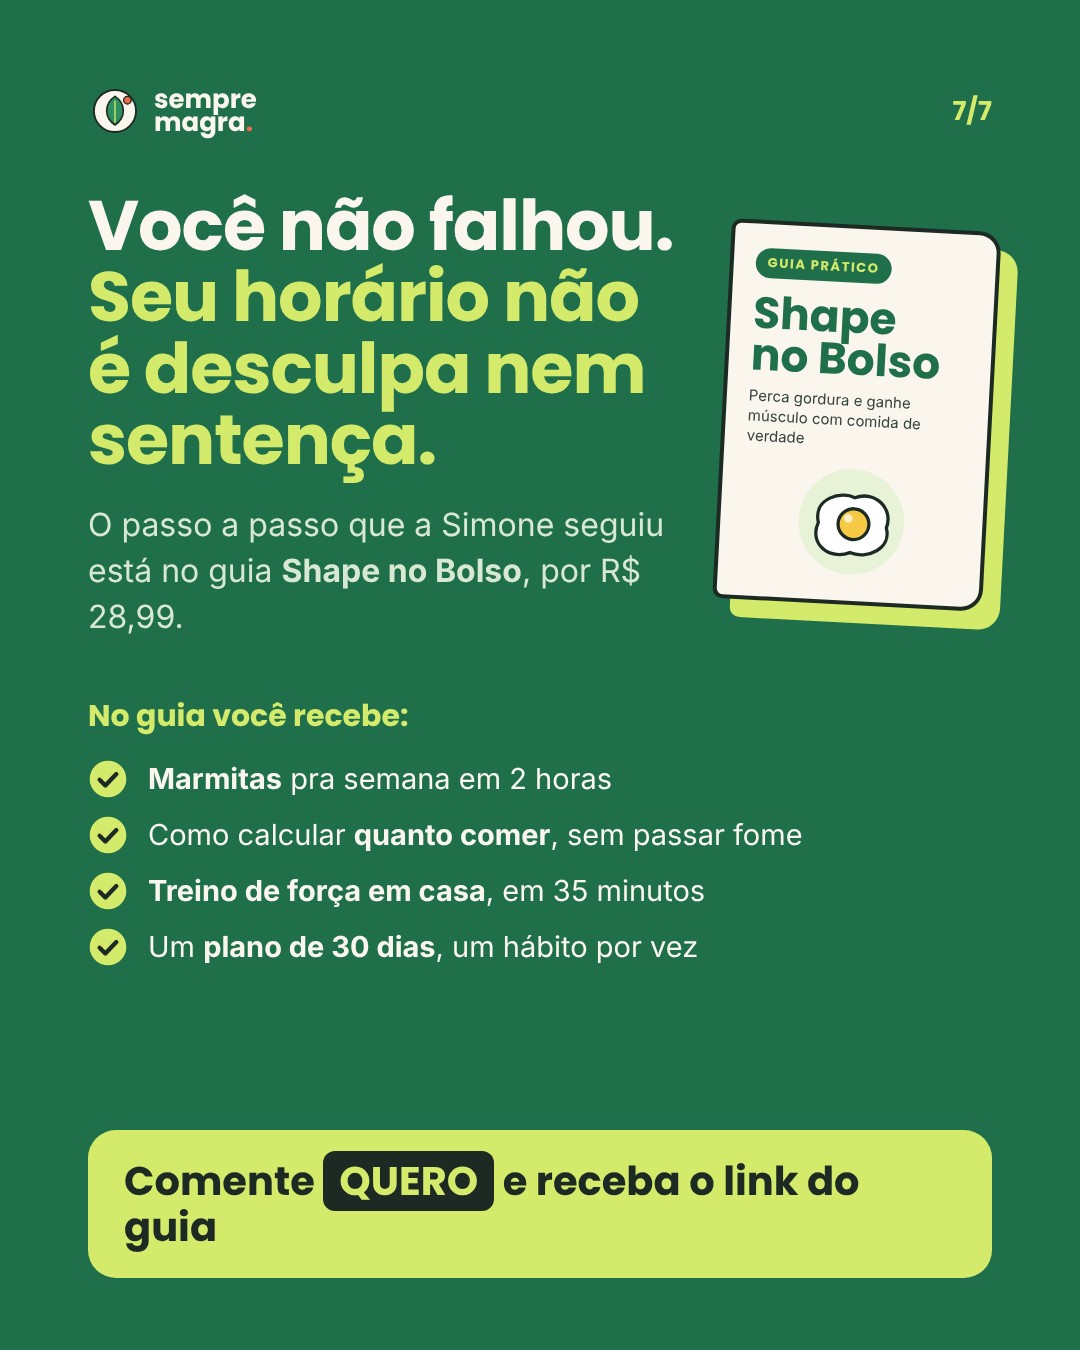 sempre
magra.
7/7
Você não falhou.
Seu horário não
é desculpa nem
sentença.
O passo a passo que a Simone seguiu
está no guia Shape no Bolso, por R$
28,99.
GUIA PRÁTICO
Shape
no Bolso
Perca gordura e ganhe
músculo com comida de
verdade
No guia você recebe:
Marmitas pra semana em 2 horas
Como calcular quanto comer, sem passar fome
Treino de força em casa, em 35 minutos
Um plano de 30 dias, um hábito por vez
Comente QUERO e receba o link do
guia